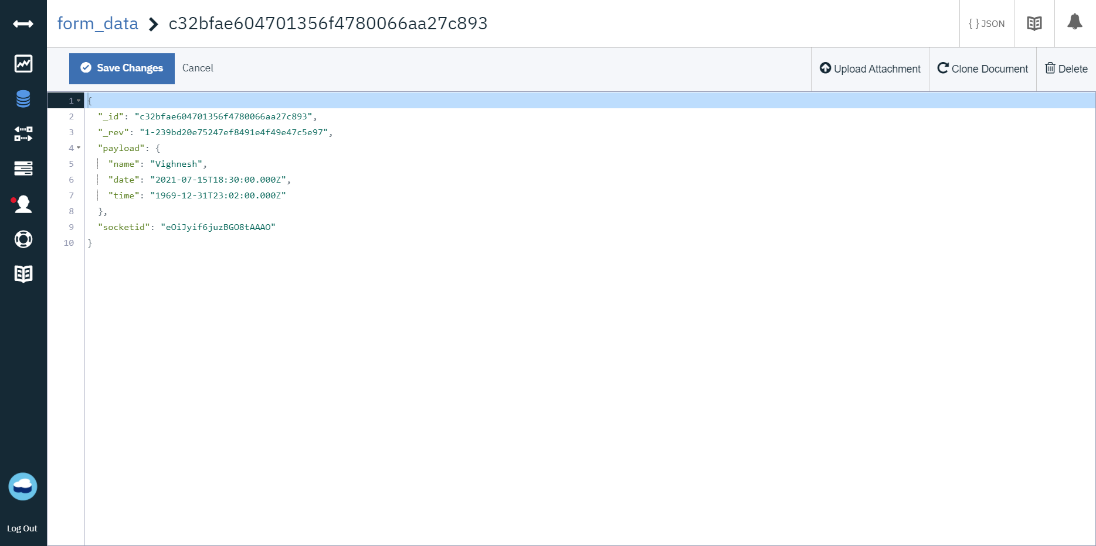 form_data > c32bfae604701356f4780066aa27c893
{ } JSON
Save Changes
Cancel
Upload Attachment
Clone Document
Delete
1 {
2 "_id": "c32bfae604701356f4780066aa27c893",
3 "_rev": "1-239bd20e75247ef8491e4f49e47c5e97",
4 "payload": {
5 "name": "Vighnesh",
6 "date": "2021-07-15T18:30:00.000Z",
7 "time": "1969-12-31T23:02:00.000Z"
8 },
9 "socketid": "eOiJyif6juzBGO8tAAAO"
10 }
Log Out